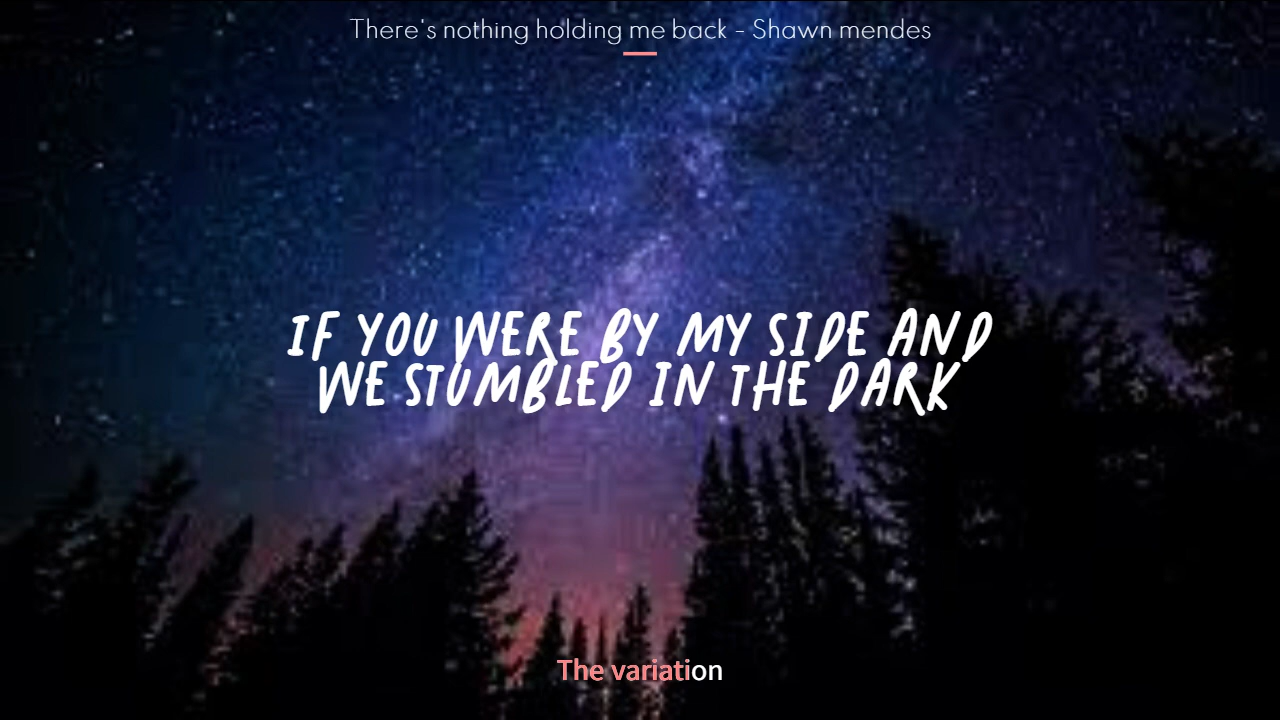 There's nothing holding me back - Shawn mendes
IF YOU WERE BY MY SIDE AND
WE STUMBLED IN THE DARK
The variation